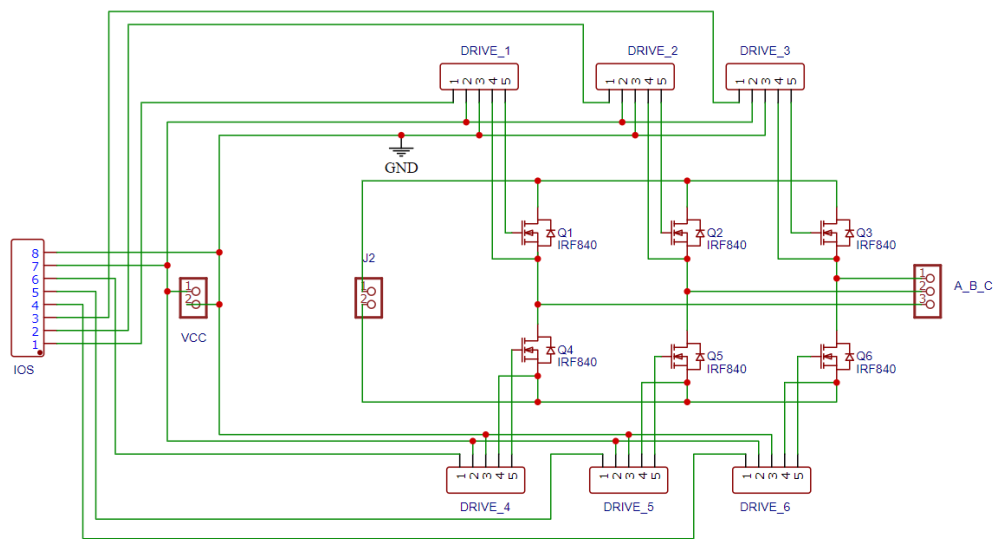 DRIVE_1 DRIVE_2 DRIVE_3
1 2 3 4 5 1 2 3 4 5 1 2 3 4 5
GND
Q1 Q2 Q3
IRF840 IRF840 IRF840
8
7
6
5
4
3
2
1
IOS
1
2
VCC
J2
1
2
1
2
3
A_B_C
Q4 Q5 Q6
IRF840 IRF840 IRF840
1 2 3 4 5 1 2 3 4 5 1 2 3 4 5
DRIVE_4 DRIVE_5 DRIVE_6